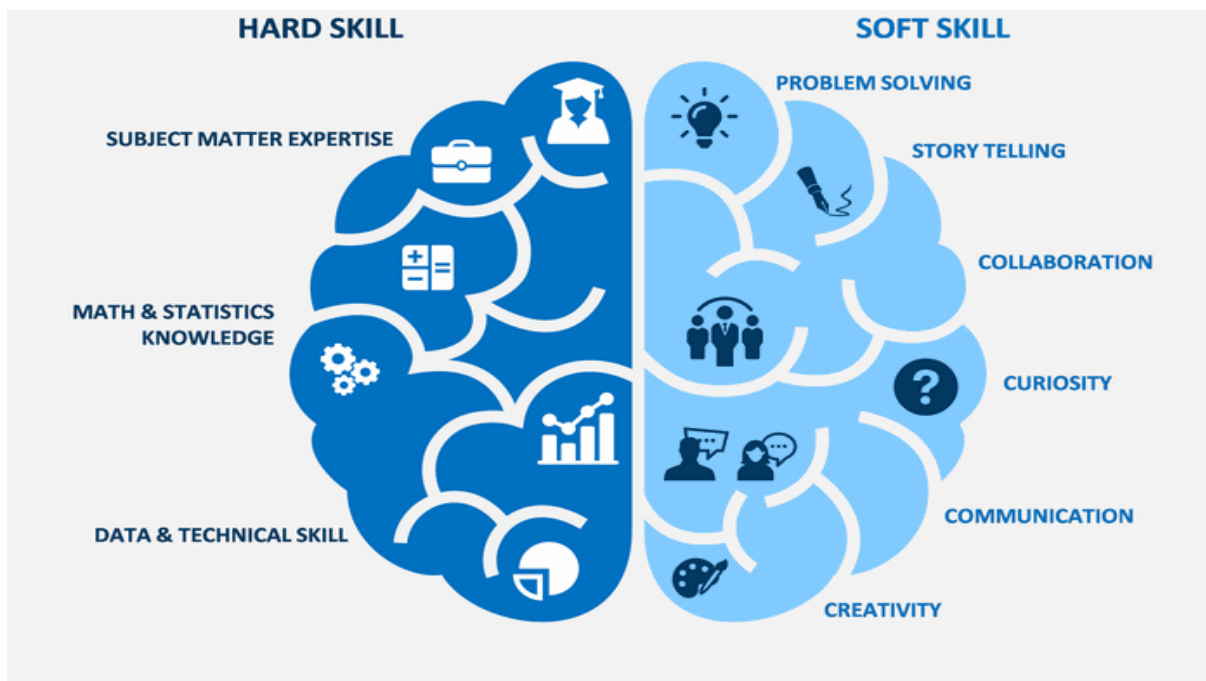 HARD SKILL
SUBJECT MATTER EXPERTISE
MATH & STATISTICS
KNOWLEDGE
DATA & TECHNICAL SKILL
SOFT SKILL
PROBLEM SOLVING
STORY TELLING
COLLABORATION
CURIOSITY
?
COMMUNICATION
CREATIVITY